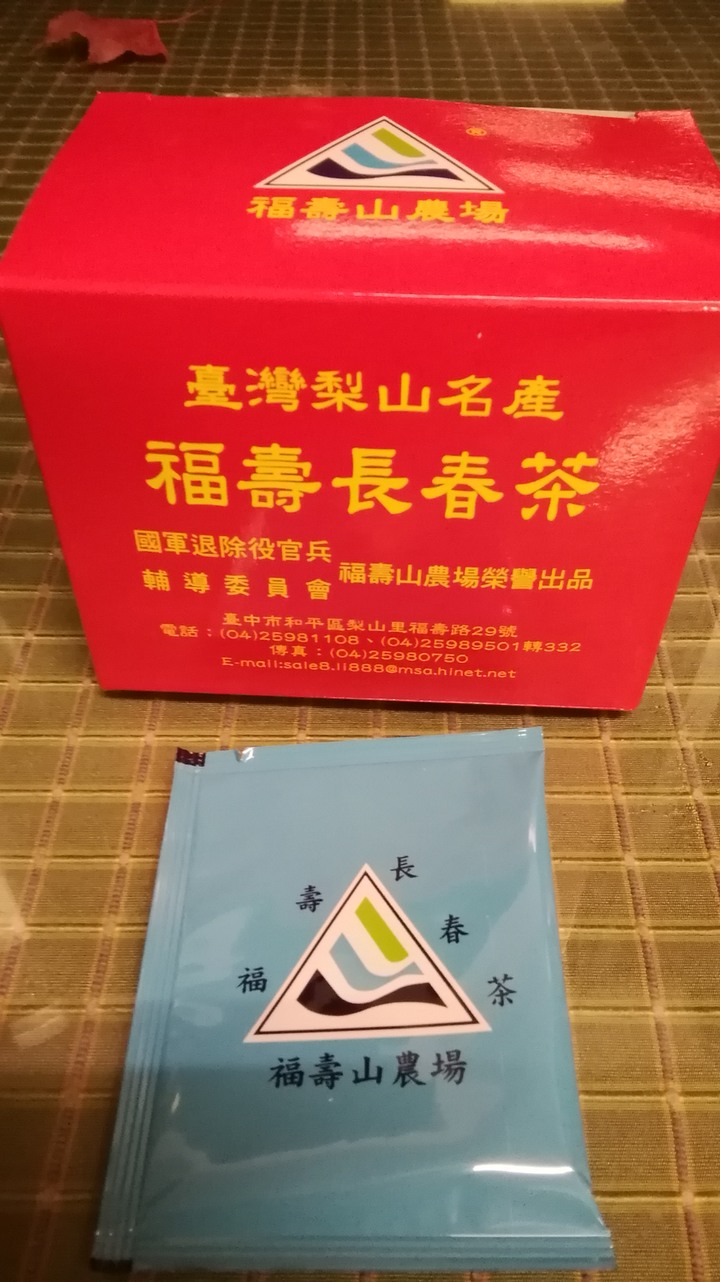 ®
福壽山農場
臺灣梨山名產
福壽長春茶
國軍退除役官兵
輔導委員會
福壽山農場榮譽出品
臺中市和平區梨山里福壽路29號
電話：(04)25981108、(04)25989501轉332
傳真：(04)25980750
E-mail:sale8.ll888@msa.hinet.net
福壽長春茶
福壽山農場